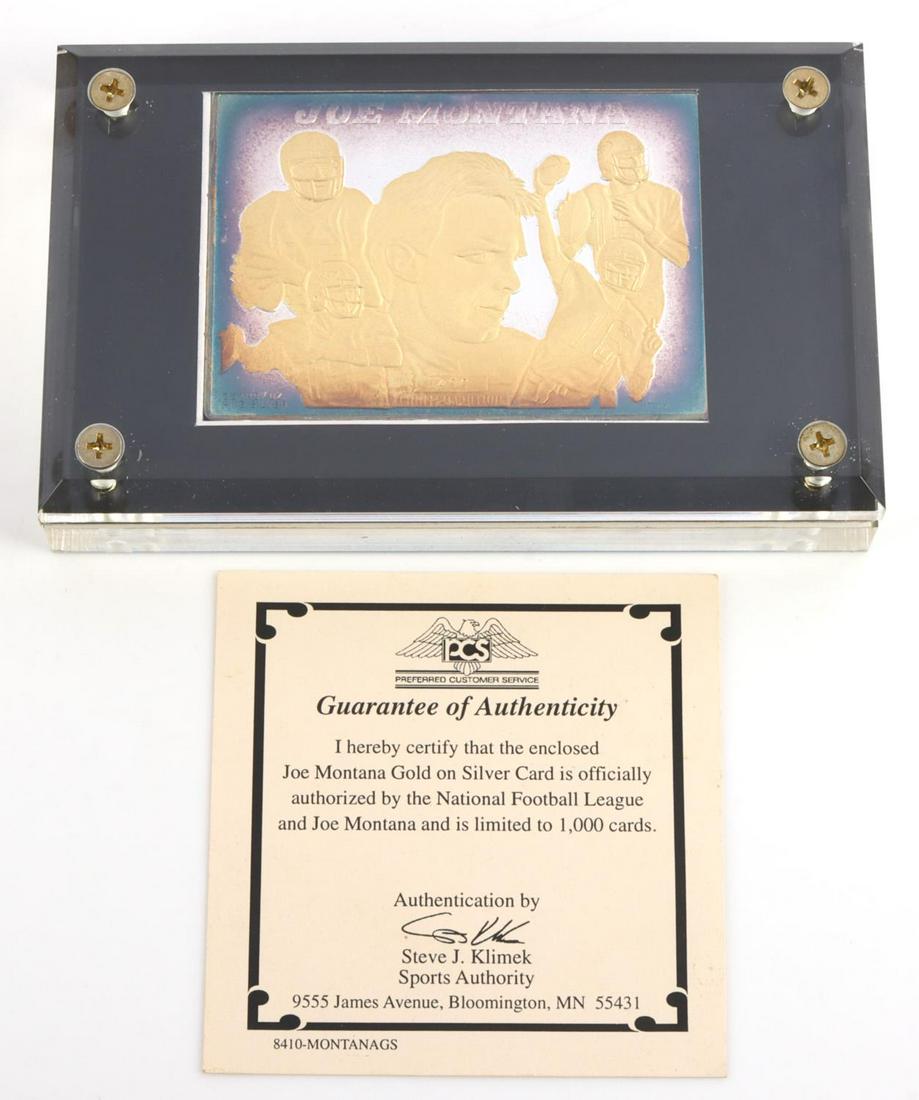 JOE MONTANA
PCS
PREFERRED CUSTOMER SERVICE
Guarantee of Authenticity
I hereby certify that the enclosed
Joe Montana Gold on Silver Card is officially
authorized by the National Football League
and Joe Montana and is limited to 1,000 cards.
Authentication by
Steve J. Klimek
Sports Authority
9555 James Avenue, Bloomington, MN 55431
8410-MONTANAGS